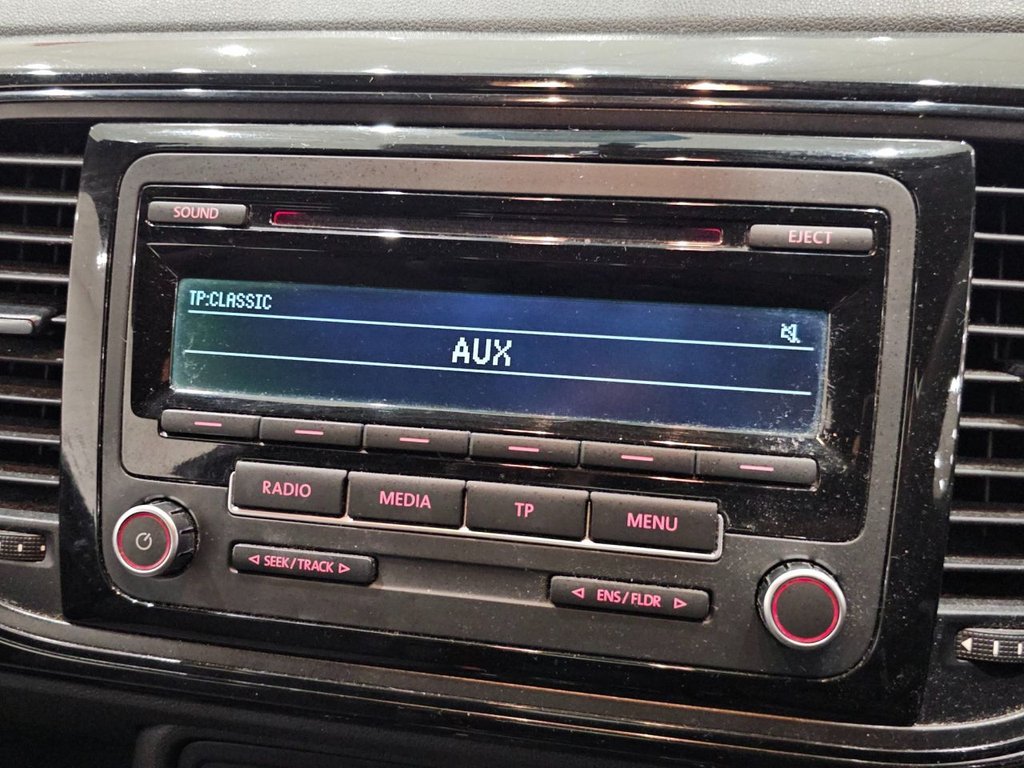 SOUND
EJECT
TP:CLASSIC
AUX
RADIO
MEDIA
TP
MENU
◁ SEEK/TRACK ▷
◁ ENS/FLDR ▷